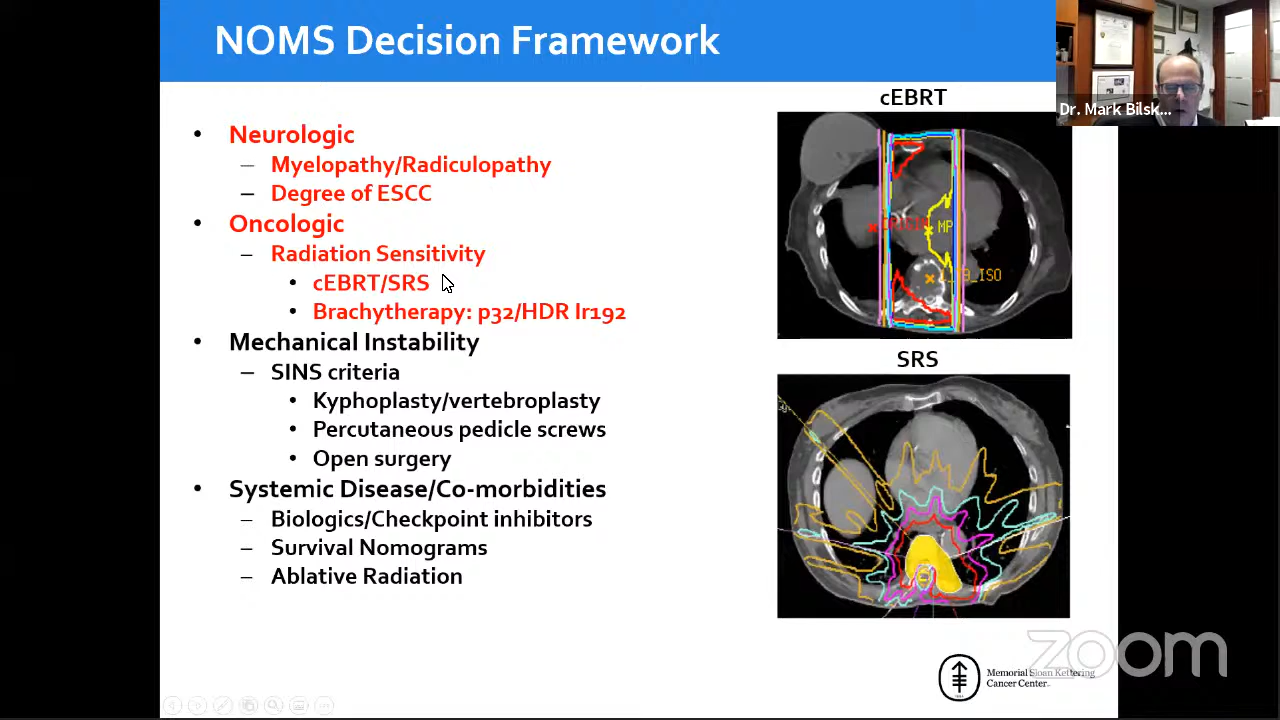 NOMS Decision Framework
Dr. Mark Bilsk...
• Neurologic
– Myelopathy/Radiculopathy
– Degree of ESCC
• Oncologic
– Radiation Sensitivity
• cEBRT/SRS
• Brachytherapy: p32/HDR Ir192
• Mechanical Instability
– SINS criteria
• Kyphoplasty/vertebroplasty
• Percutaneous pedicle screws
• Open surgery
• Systemic Disease/Co-morbidities
– Biologics/Checkpoint inhibitors
– Survival Nomograms
– Ablative Radiation
cEBRT
MP
SRS
Memorial Sloan Kettering
Cancer Center
zoom